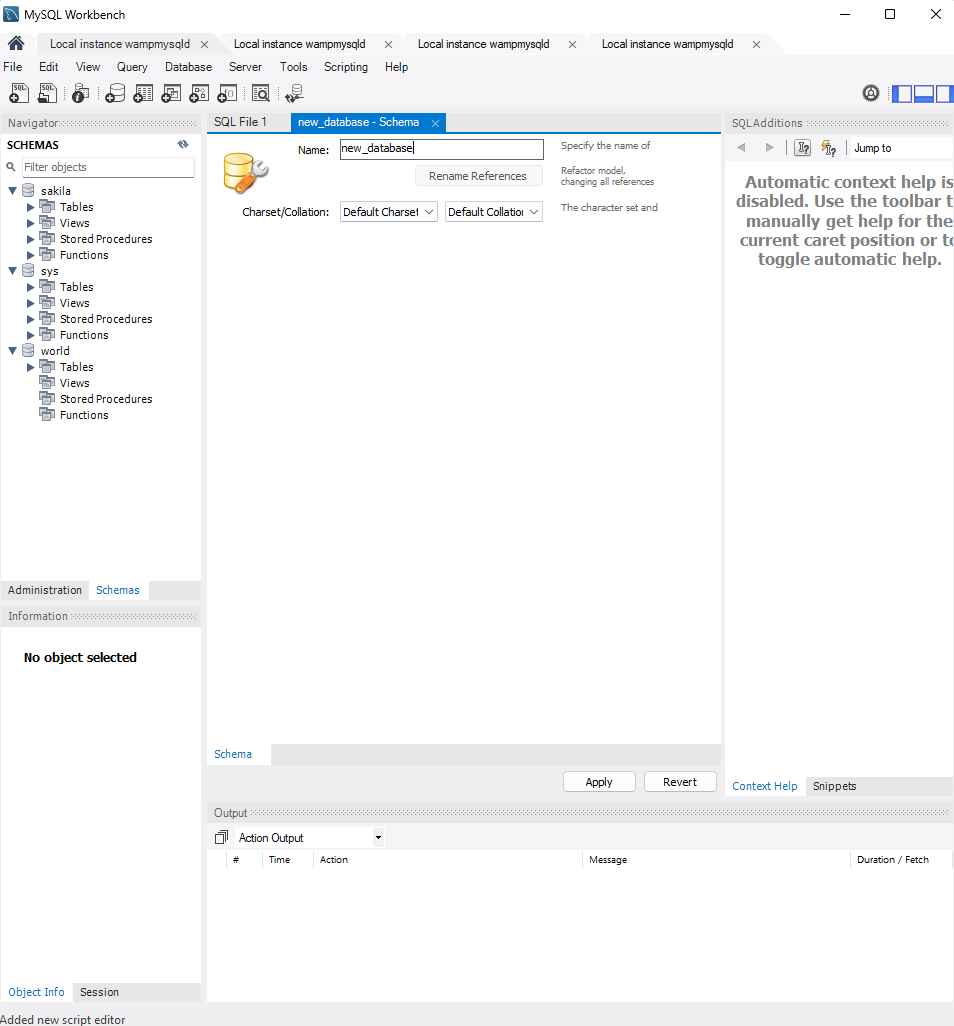 MySQL Workbench
Local instance wampmysqld Local instance wampmysqld Local instance wampmysqld Local instance wampmysqld
File Edit View Query Database Server Tools Scripting Help
SQL SQL
Navigator
SCHEMAS
Filter objects
sakila
Tables
Views
Stored Procedures
Functions
sys
Tables
Views
Stored Procedures
Functions
world
Tables
Views
Stored Procedures
Functions
Administration Schemas
Information
No object selected
Object Info Session
SQL File 1 new_database - Schema
Name: new_database
Specify the name of
Rename References
Refactor model,
changing all references
Charset/Collation: Default Charset Default Collation
The character set and
Schema
Apply Revert
SQLAdditions
Jump to
Automatic context help is
disabled. Use the toolbar t
manually get help for the
current caret position or to
toggle automatic help.
Context Help Snippets
Output
Action Output
# Time Action Message Duration / Fetch
Added new script editor